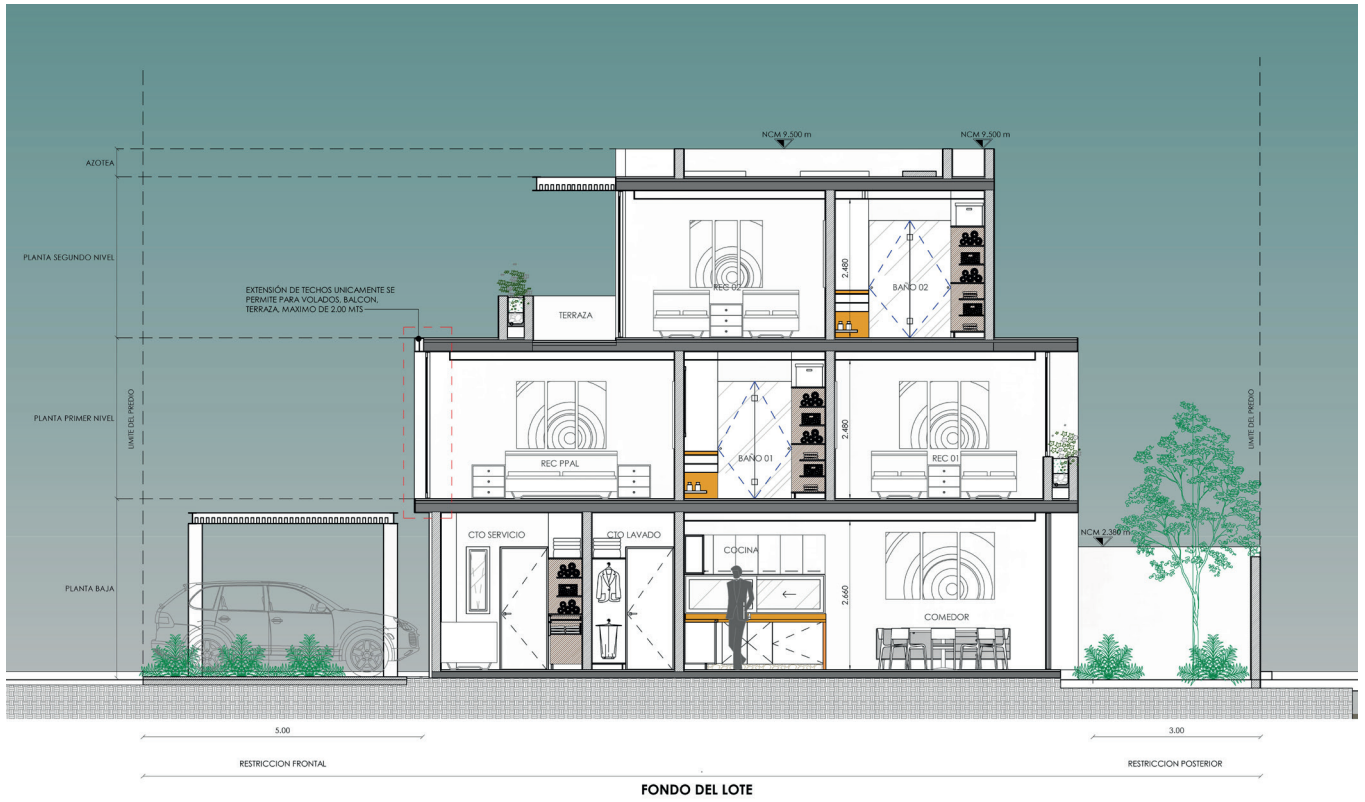 NCM 9.500 m
NCM 9.500 m
AZOTEA
PLANTA SEGUNDO NIVEL
2.480
REC 02
BAÑO 02
EXTENSIÓN DE TECHOS UNICAMENTE SE
PERMITE PARA VOLADOS, BALCON,
TERRAZA, MAXIMO DE 2.00 MTS
TERRAZA
LIMITE DEL PREDIO
LIMITE DEL PREDIO
PLANTA PRIMER NIVEL
2.480
REC PPAL
BAÑO 01
REC 01
CTO SERVICIO
CTO LAVADO
COCINA
NCM 2.380 m
PLANTA BAJA
2.660
COMEDOR
5.00
3.00
RESTRICCION FRONTAL
RESTRICCION POSTERIOR
FONDO DEL LOTE